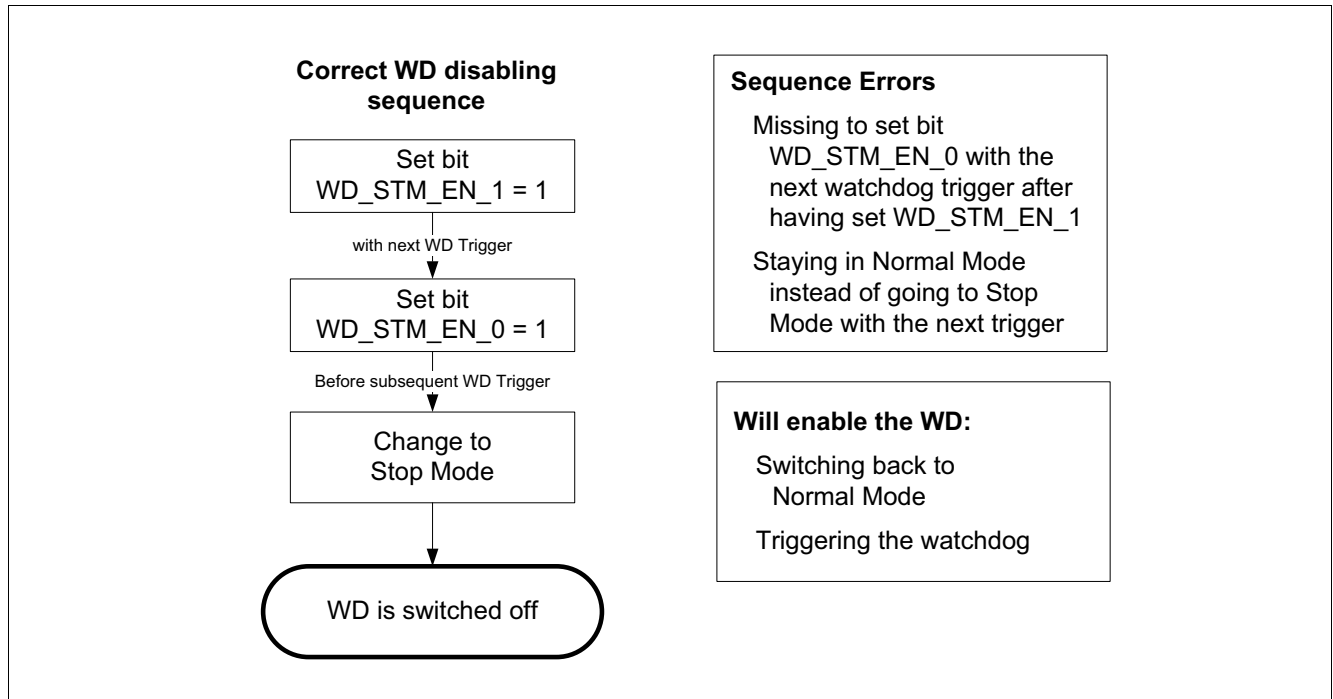 Correct WD disabling
sequence
Set bit
WD_STM_EN_1 = 1
with next WD Trigger
Set bit
WD_STM_EN_0 = 1
Before subsequent WD Trigger
Change to
Stop Mode
WD is switched off
Sequence Errors
Missing to set bit
WD_STM_EN_0 with the
next watchdog trigger after
having set WD_STM_EN_1
Staying in Normal Mode
instead of going to Stop
Mode with the next trigger
Will enable the WD:
Switching back to
Normal Mode
Triggering the watchdog